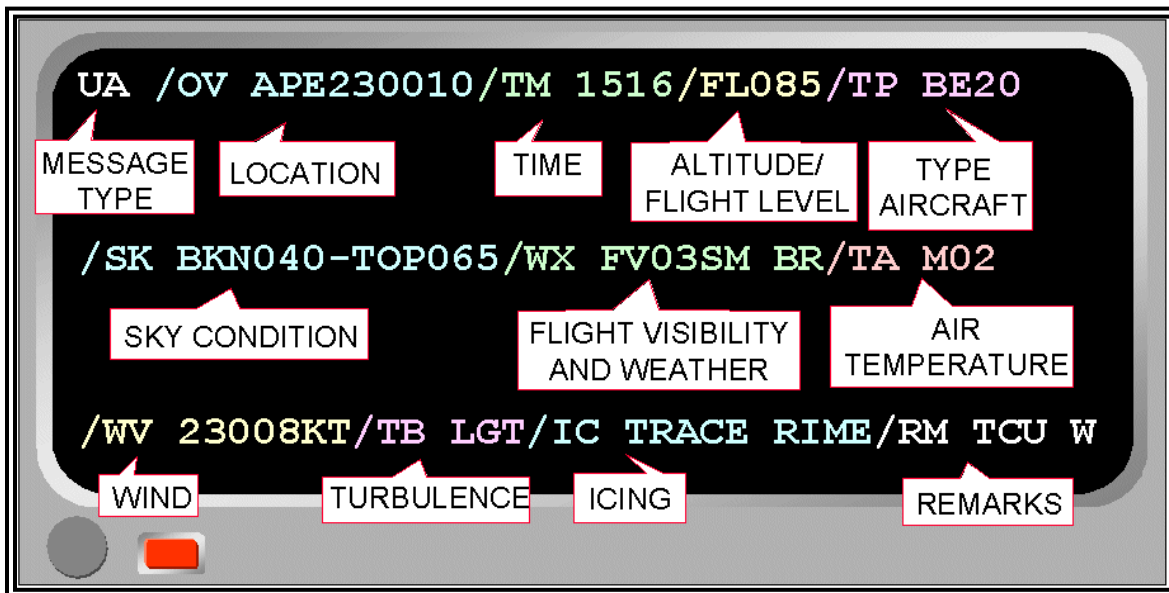 UA /OV APE230010/TM 1516/FL085/TP BE20
MESSAGE
TYPE
LOCATION
TIME
ALTITUDE/
FLIGHT LEVEL
TYPE
AIRCRAFT
/SK BKN040-TOP065/WX FV03SM BR/TA M02
SKY CONDITION
FLIGHT VISIBILITY
AND WEATHER
AIR
TEMPERATURE
/WV 23008KT/TB LGT/IC TRACE RIME/RM TCU W
WIND
TURBULENCE
ICING
REMARKS